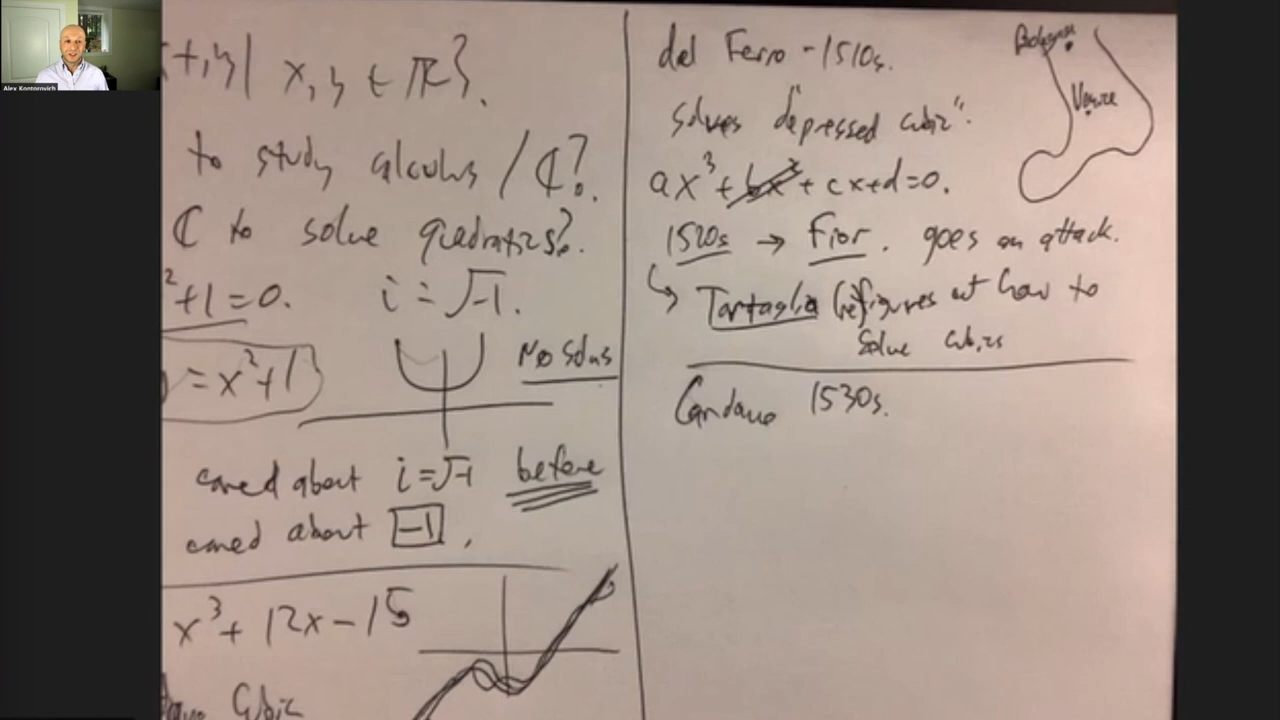 Alex Kontorovich
x, y ∈ ℝ}.
to study calculus / ℂ?
ℂ to solve quadratics?
²+1=0. i=√-1.
= x²+1
No solns
cared about i=√-1 before
cared about -1,
x³+12x-15
Cubic
del Ferro - 1510s.
solves "depressed cubic".
ax³+bx²+cx+d=0.
1520s → Fior. goes on attack.
↳ Tartaglia (re)figures out how to
solve cubics
Cardano 1530s.
Bologna
Venice